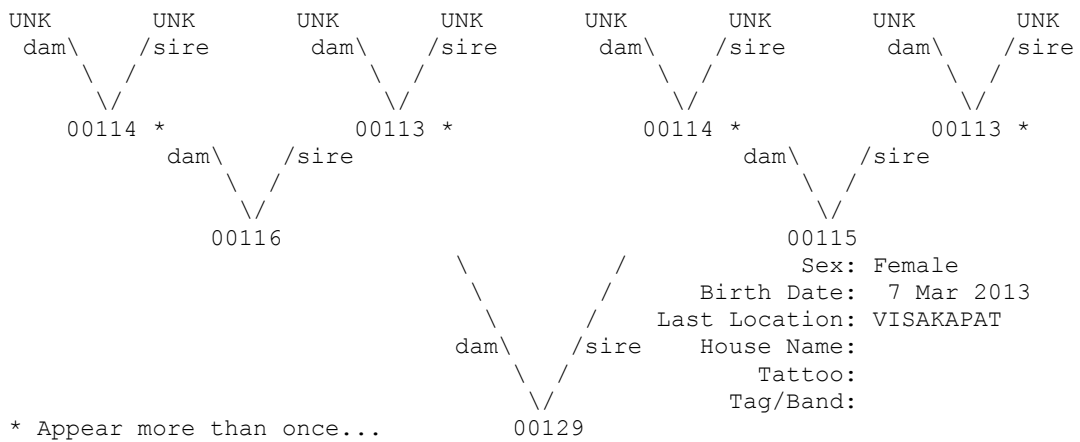 UNK UNK UNK UNK UNK UNK UNK UNK
dam\ /sire dam\ /sire dam\ /sire dam\ /sire
\ / \ / \ / \ /
\/ \/ \/ \/
00114 * 00113 * 00114 * 00113 *
dam\ /sire dam\ /sire
\ / \ /
\/ \/
00116 00115
\ / Sex: Female
\ / Birth Date: 7 Mar 2013
\ / Last Location: VISAKAPAT
dam\ /sire House Name:
\ / Tattoo:
\/ Tag/Band:
* Appear more than once... 00129